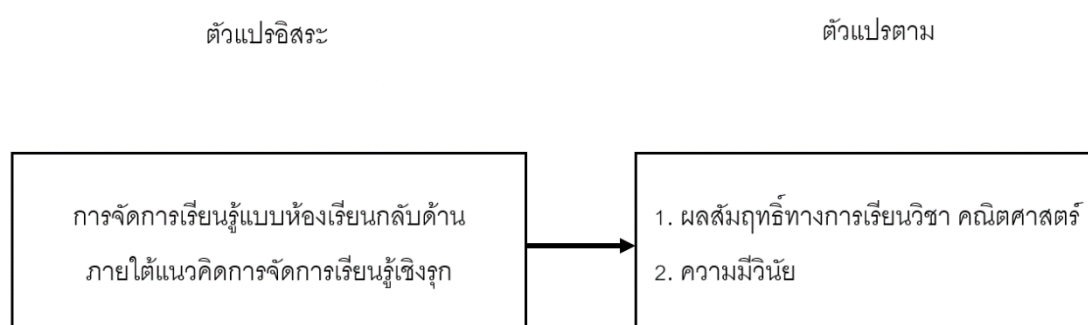 ตัวแปรอิสระ
ตัวแปรตาม
การจัดการเรียนรู้แบบห้องเรียนกลับด้าน
ภายใต้แนวคิดการจัดการเรียนรู้เชิงรุก
1. ผลสัมฤทธิ์ทางการเรียนวิชา คณิตศาสตร์
2. ความมีวินัย